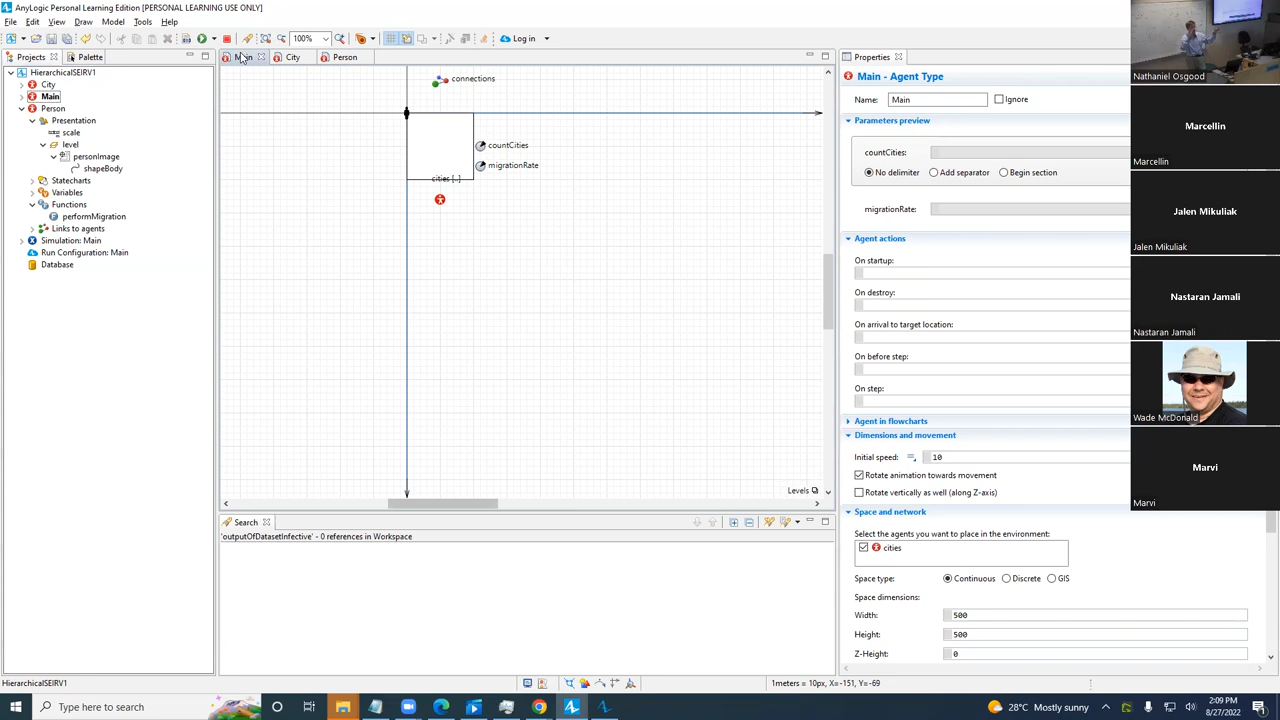 AnyLogic Personal Learning Edition [PERSONAL LEARNING USE ONLY]
File Edit View Draw Model Tools Help
100%
Log in
Projects
Palette
Main
City
Person
HierarchicalSEIRV1
City
Main
Person
Presentation
scale
level
personImage
shapeBody
Statecharts
Variables
Functions
performMigration
Links to agents
Simulation: Main
Run Configuration: Main
Database
connections
countCities
migrationRate
cities [..]
Levels
Search
'outputOfDatasetInfective' - 0 references in Workspace
Properties
Main - Agent Type
Name:
Main
Ignore
Parameters preview
countCities:
No delimiter
Add separator
Begin section
migrationRate:
Agent actions
On startup:
On destroy:
On arrival to target location:
On before step:
On step:
Agent in flowcharts
Dimensions and movement
Initial speed:
10
Rotate animation towards movement
Rotate vertically as well (along Z-axis)
Space and network
Select the agents you want to place in the environment:
cities
Space type:
Continuous
Discrete
GIS
Space dimensions:
Width:
500
Height:
500
Z-Height:
0
Nathaniel Osgood
Marcellin
Marcellin
Jalen Mikuliak
Jalen Mikuliak
Nastaran Jamali
Nastaran Jamali
Wade McDonald
Marvi
Marvi
HierarchicalSEIRV1
1meters = 10px, X=-151, Y=-69
Type here to search
28°C Mostly sunny
2:09 PM
8/27/2022